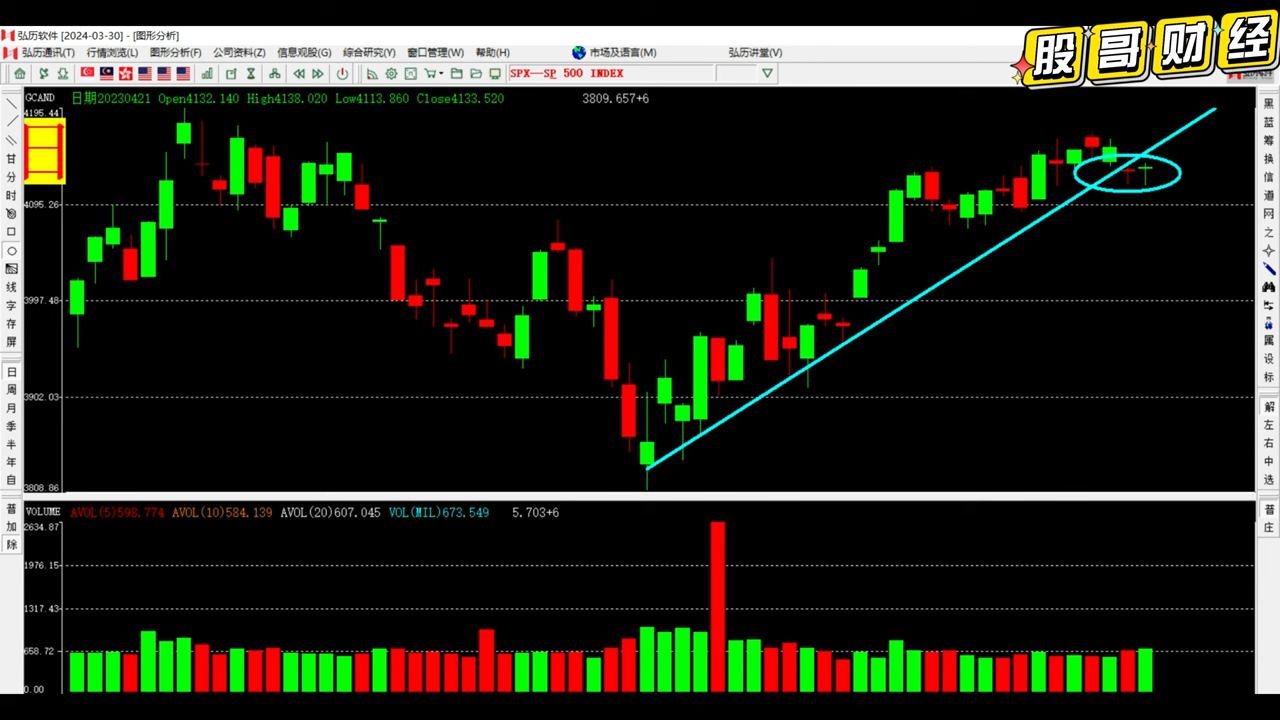 弘历软件 [2024-03-30] - [图形分析]
股哥财经
弘历通讯(T) 行情浏览(L) 图形分析(F) 公司资料(Z) 信息观股(G) 综合研究(Y) 窗口管理(W) 帮助(H) 市场及语言(M) 弘历讲堂(V)
SPX—SP 500 INDEX
GCAND 日期20230421 Open4132.140 High4138.020 Low4113.860 Close4133.520 3809.657+6
4195.44
4095.26
3997.48
3902.03
3808.86
VOLUME AVOL(5)598.774 AVOL(10)584.139 AVOL(20)607.045 VOL(MIL)673.549 5.703+6
2634.87
1976.15
1317.43
658.72
0.00
甘
分
时
线
字
存
屏
日
周
月
季
半
年
自
普
加
除
黑
蓝
筹
换
信
道
网
之
属
设
标
解
左
右
中
选
普
庄